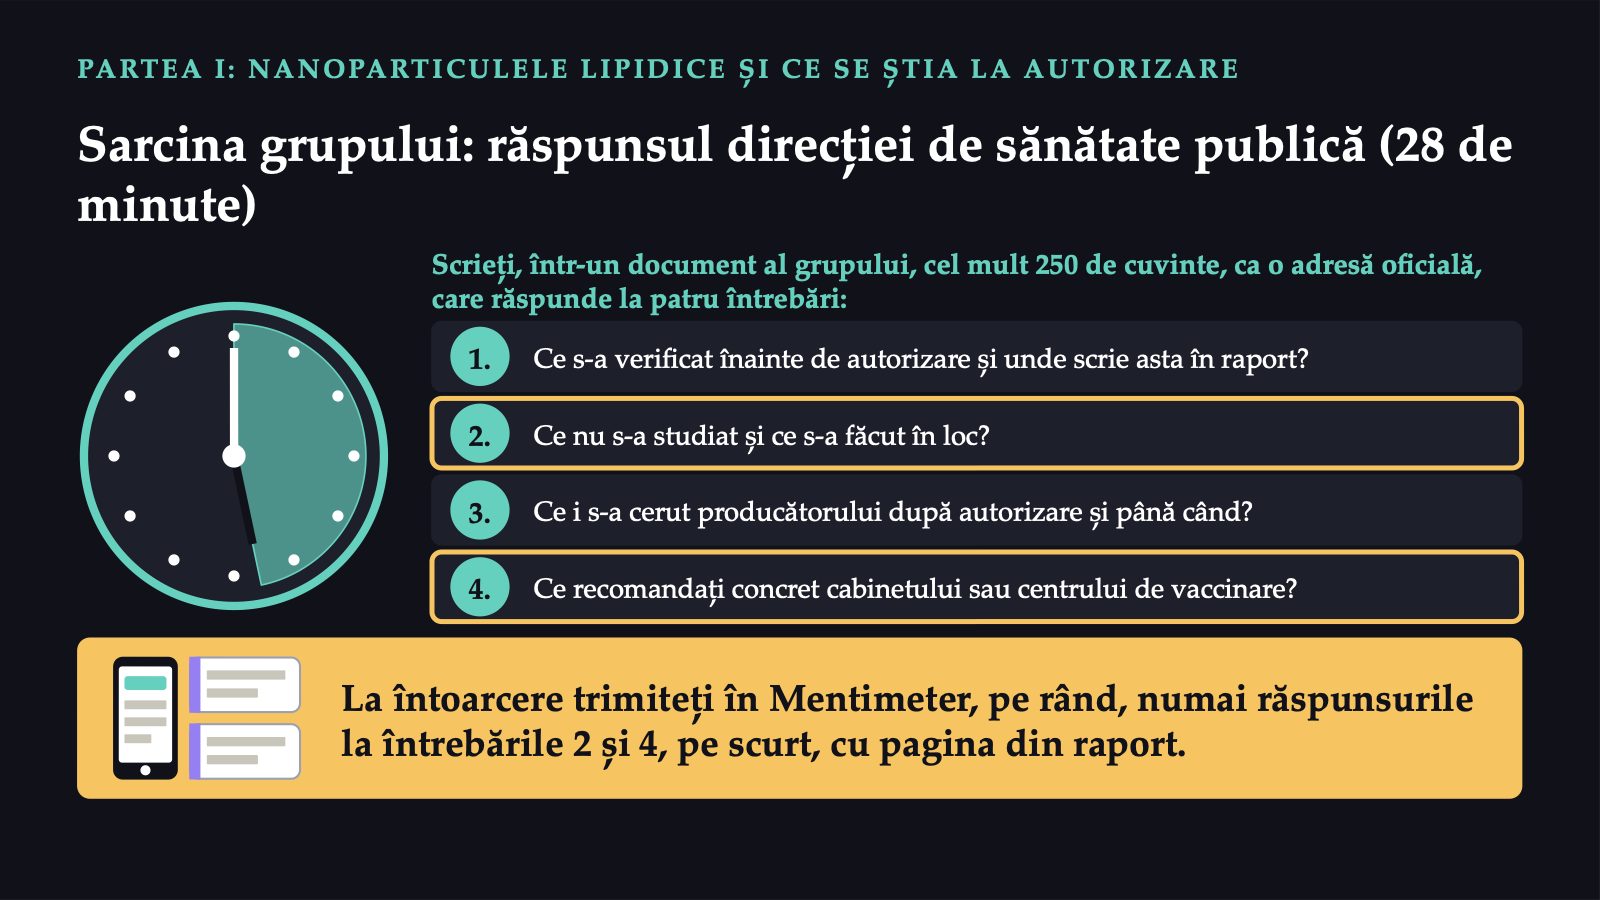 PARTEA I: NANOPARTICULELE LIPIDICE ȘI CE SE ȘTIA LA AUTORIZARE
Sarcina grupului: răspunsul direcției de sănătate publică (28 de
minute)
Scrieți, într-un document al grupului, cel mult 250 de cuvinte, ca o adresă oficială,
care răspunde la patru întrebări:
1. Ce s-a verificat înainte de autorizare și unde scrie asta în raport?
2. Ce nu s-a studiat și ce s-a făcut în loc?
3. Ce i s-a cerut producătorului după autorizare și până când?
4. Ce recomandați concret cabinetului sau centrului de vaccinare?
La întoarcere trimiteți în Mentimeter, pe rând, numai răspunsurile
la întrebările 2 și 4, pe scurt, cu pagina din raport.